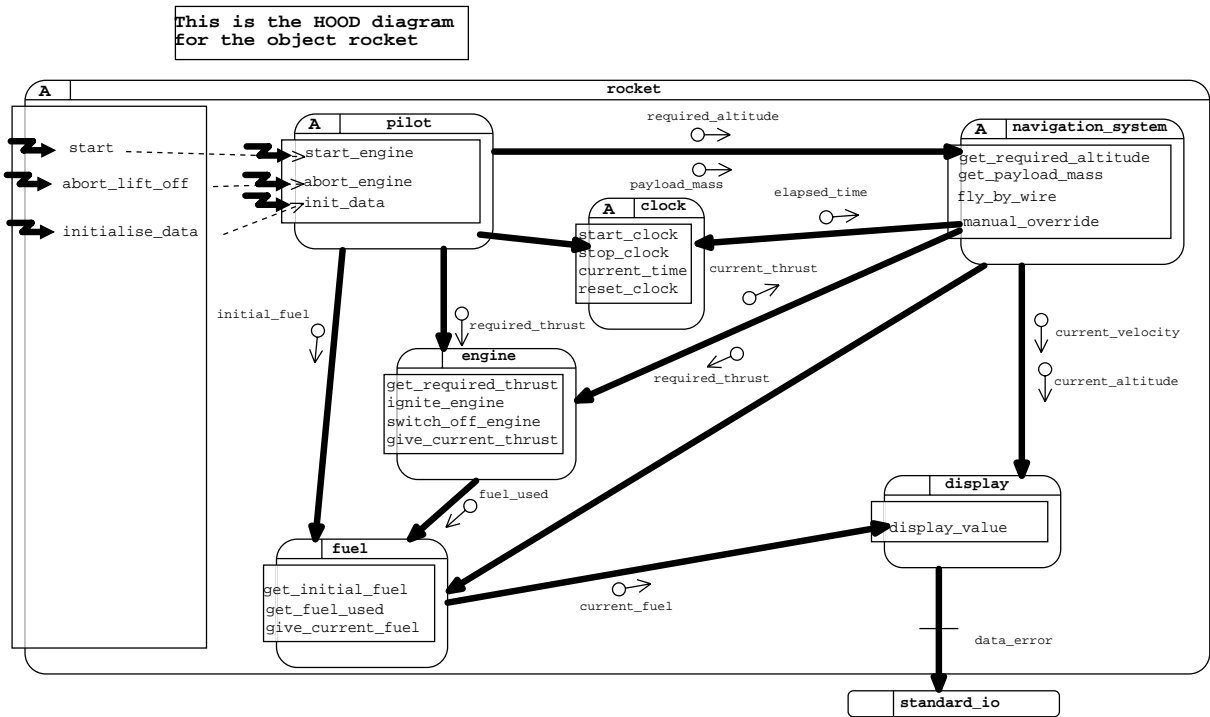 This is the HOOD diagram
for the object rocket
A
rocket
start
abort_lift_off
initialise_data
A
pilot
start_engine
abort_engine
init_data
required_altitude
payload_mass
A
navigation_system
get_required_altitude
get_payload_mass
fly_by_wire
manual_override
elapsed_time
A
clock
start_clock
stop_clock
current_time
reset_clock
current_thrust
initial_fuel
required_thrust
required_thrust
current_velocity
current_altitude
engine
get_required_thrust
ignite_engine
switch_off_engine
give_current_thrust
fuel_used
display
display_value
fuel
get_initial_fuel
get_fuel_used
give_current_fuel
current_fuel
data_error
standard_io